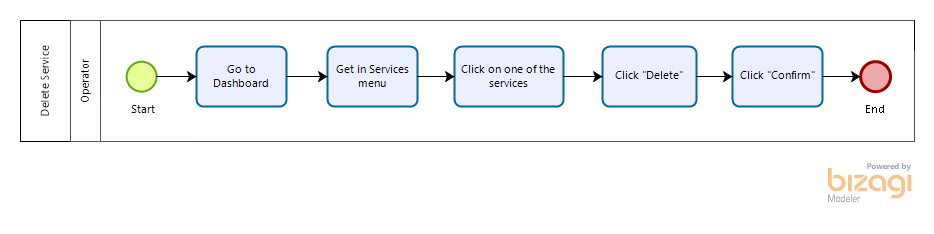 Delete Service
Operator
Start
Go to
Dashboard
Get in Services
menu
Click on one of the
services
Click "Delete"
Click "Confirm"
End
Powered by
bizagi
Modeler